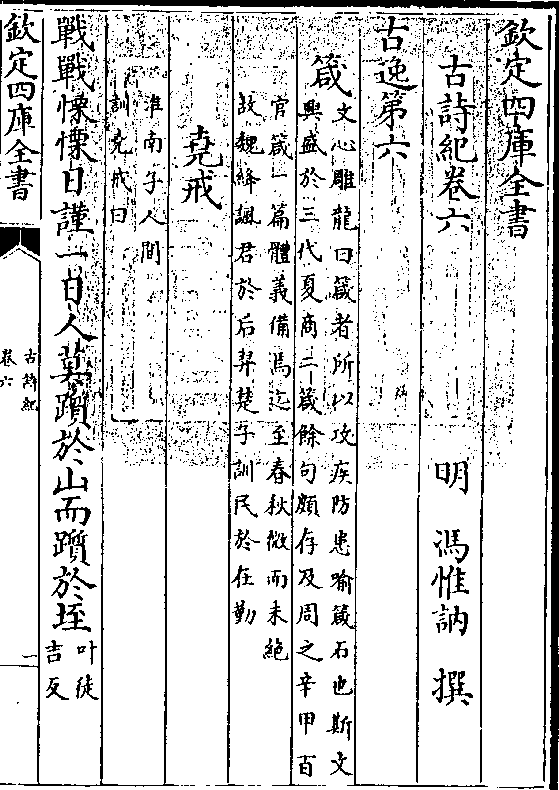 欽定四庫全書
古詩紀卷六
明 馮惟訥 撰
古逸第六
箴
文心雕龍曰箴者所以攻疾防患喻箴石也斯文
興盛於三代夏商二箴餘句頗存及周之辛甲百
官箴一篇體義備焉迄至春秋微而未絶
故魏絳諷君於后羿楚子訓民於在勤
堯戒
淮南子人間
訓堯戒曰
戰戰慄慄日謹一日人莫躓於山而躓於垤
叶徒
吉反
欽定四庫全書
古詩紀
卷六
一